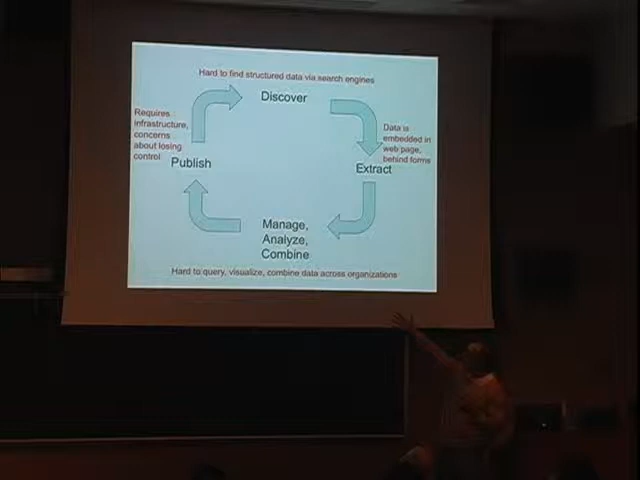 Hard to find structured data via search engines
Discover
Requires
infrastructure,
concerns
about losing
control
Data is
embedded in
web page,
behind forms
Publish
Extract
Manage,
Analyze,
Combine
Hard to query, visualize, combine data across organizations